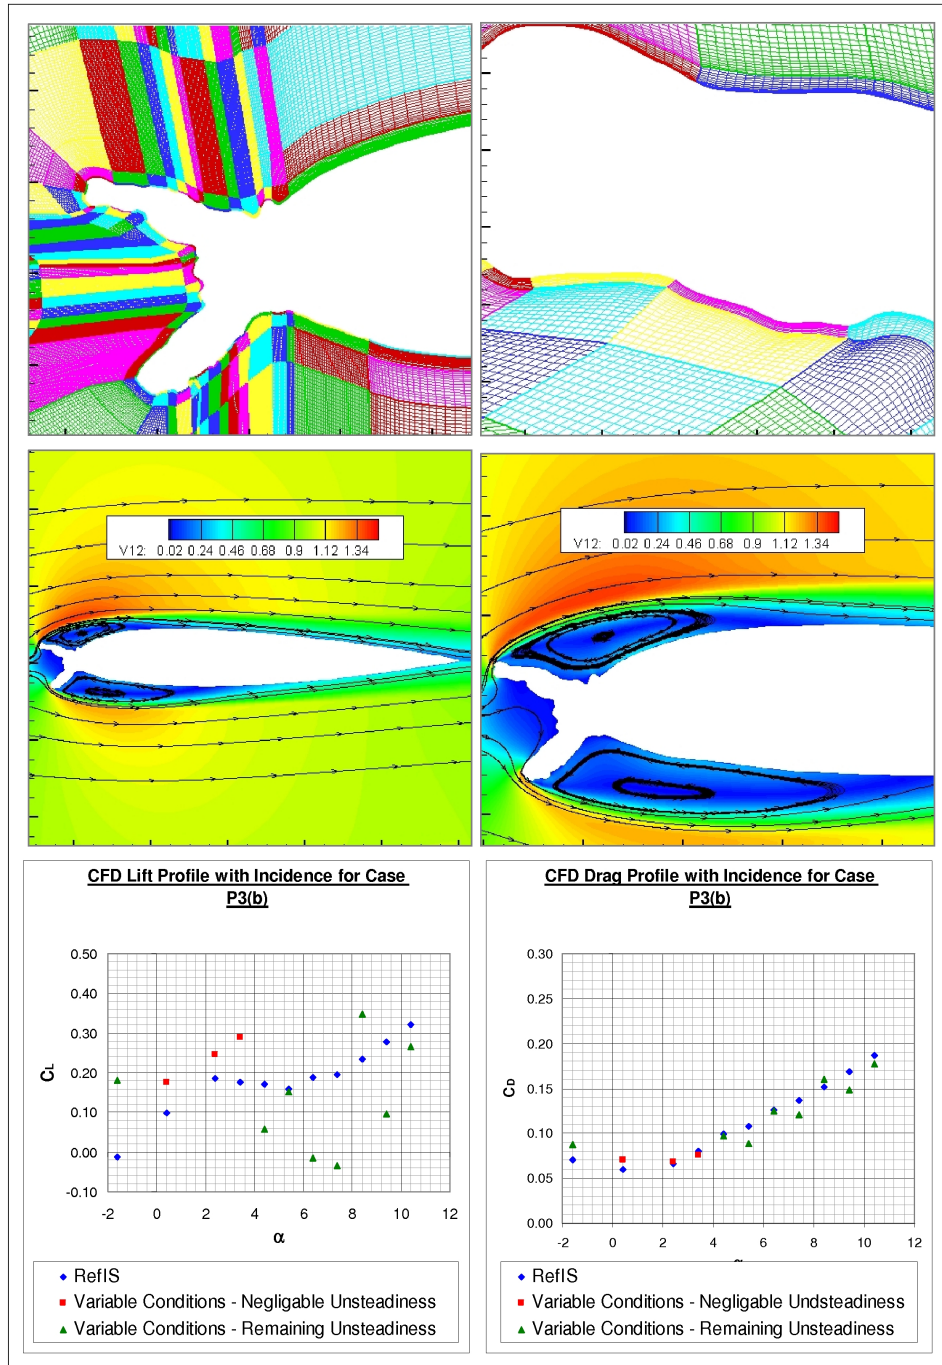 V12: 0.02 0.24 0.46 0.68 0.9 1.12 1.34
V12: 0.02 0.24 0.46 0.68 0.9 1.12 1.34
CFD Lift Profile with Incidence for Case
P3(b)
0.50
0.40
0.30
0.20
0.10
0.00
-0.10
CL
-2 0 2 4 6 8 10 12
α
RefIS
Variable Conditions - Negligable Unsteadiness
Variable Conditions - Remaining Unsteadiness
CFD Drag Profile with Incidence for Case
P3(b)
0.30
0.25
0.20
0.15
0.10
0.05
0.00
CD
-2 0 2 4 6 8 10 12
RefIS
Variable Conditions - Negligable Undsteadiness
Variable Conditions - Remaining Unsteadiness